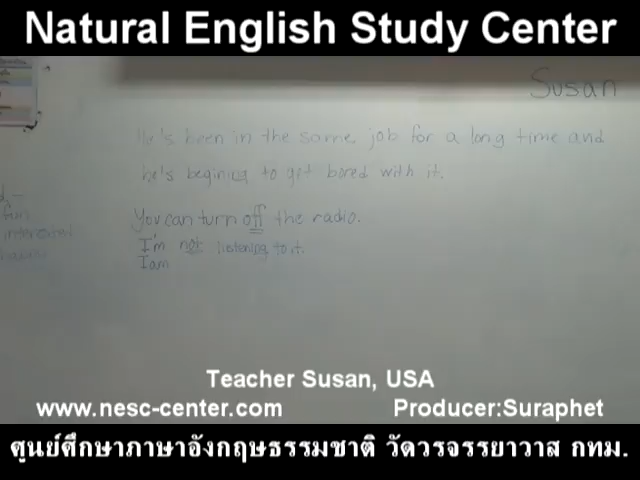 Natural English Study Center
Susan
He's been in the same job for a long time and
he's begining to get bored with it.
You can turn off the radio.
I'm not listening to it.
I am
interested
Teacher Susan, USA
www.nesc-center.com Producer:Suraphet
ศูนย์ศึกษาภาษาอังกฤษธรรมชาติ วัดวรจรรยาวาส กทม.